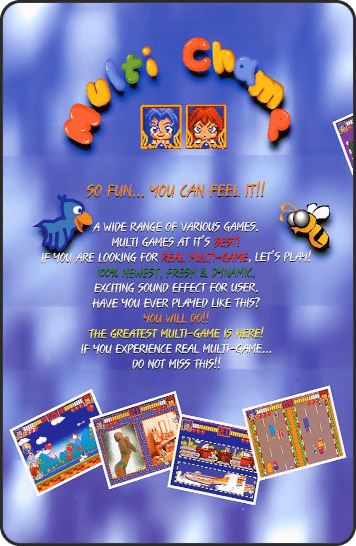 Multi Champ
SO FUN... YOU CAN FEEL IT!!
A WIDE RANGE OF VARIOUS GAMES.
MULTI GAMES AT IT'S BEST!
IF YOU ARE LOOKING FOR REAL MULTI-GAME, LET'S PLAY!
100% NEWEST, FRESH & DYNAMIC.
EXCITING SOUND EFFECT FOR USER.
HAVE YOU EVER PLAYED LIKE THIS?
YOU WILL DO!!
THE GREATEST MULTI-GAME IS HERE!
IF YOU EXPERIENCE REAL MULTI-GAME...
DO NOT MISS THIS!!